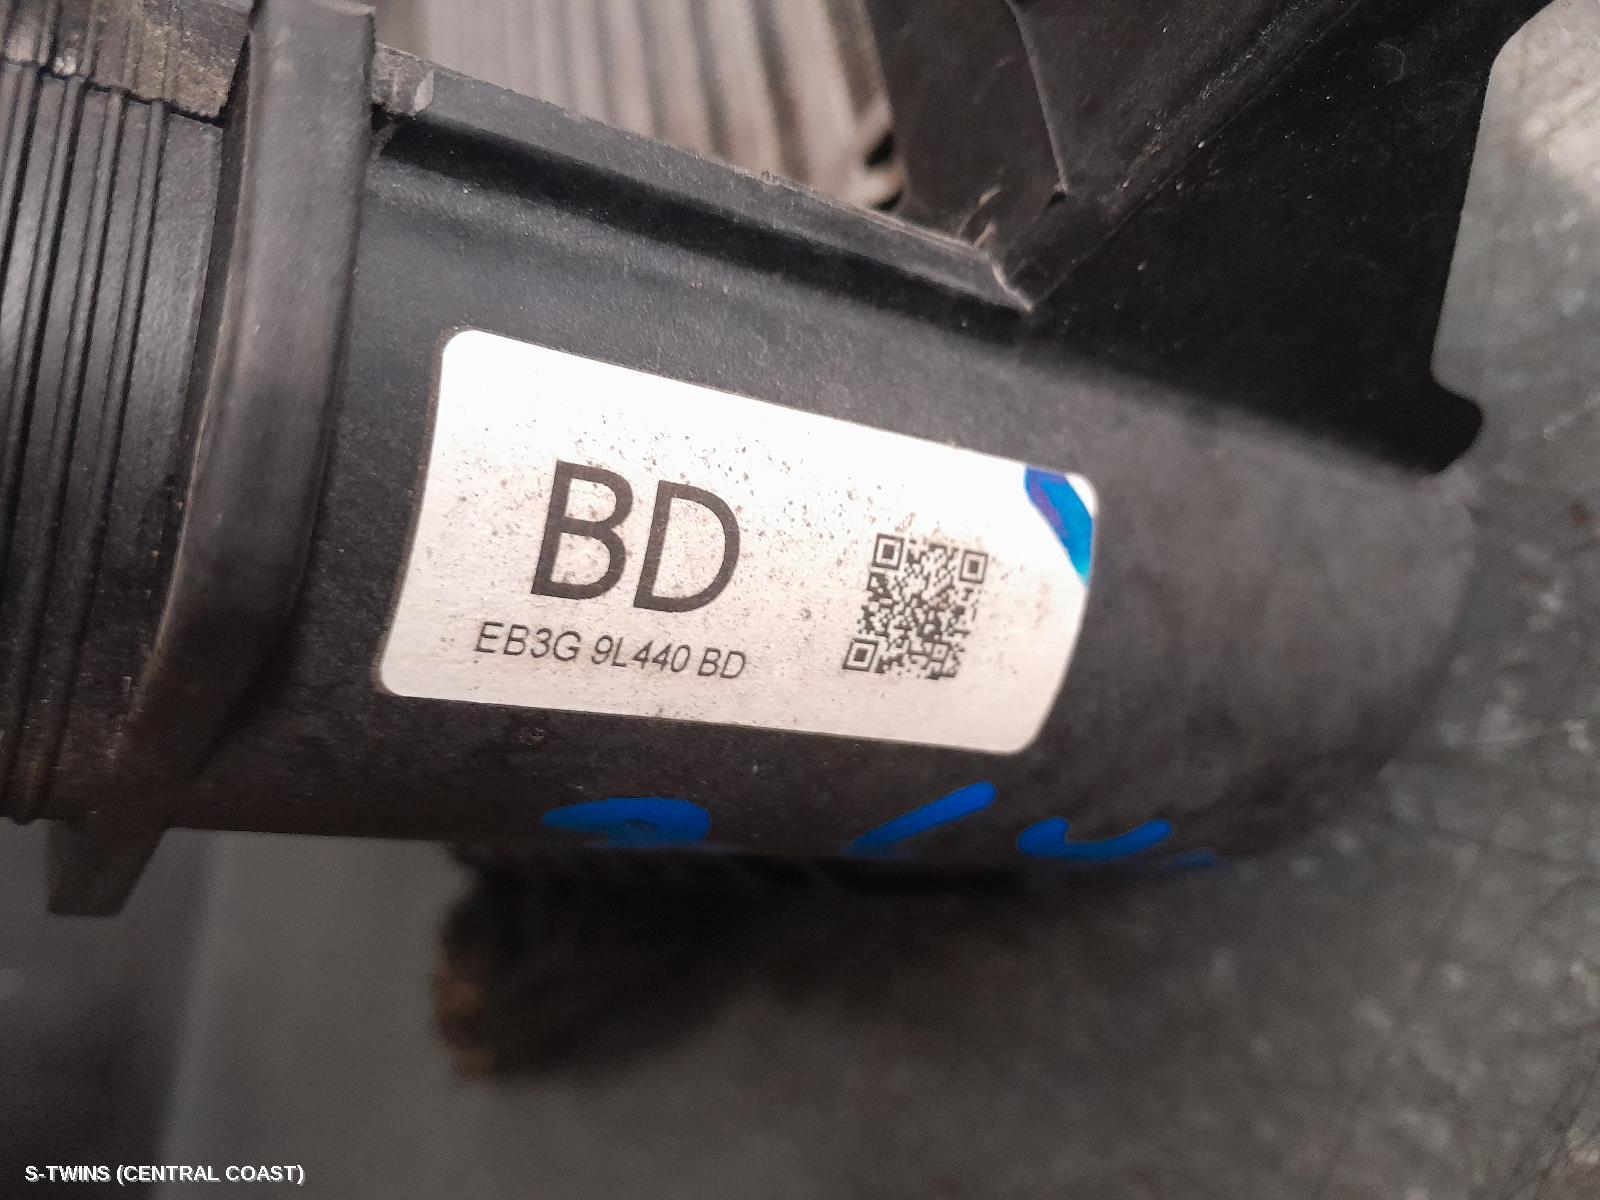 BD
EB3G 9L440 BD
S-TWINS (CENTRAL COAST)